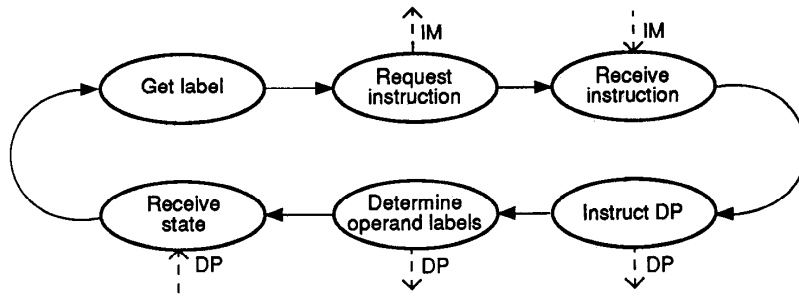 IM
IM
Get label
Request
instruction
Receive
instruction
Receive
state
Determine
operand labels
Instruct DP
DP
DP
DP